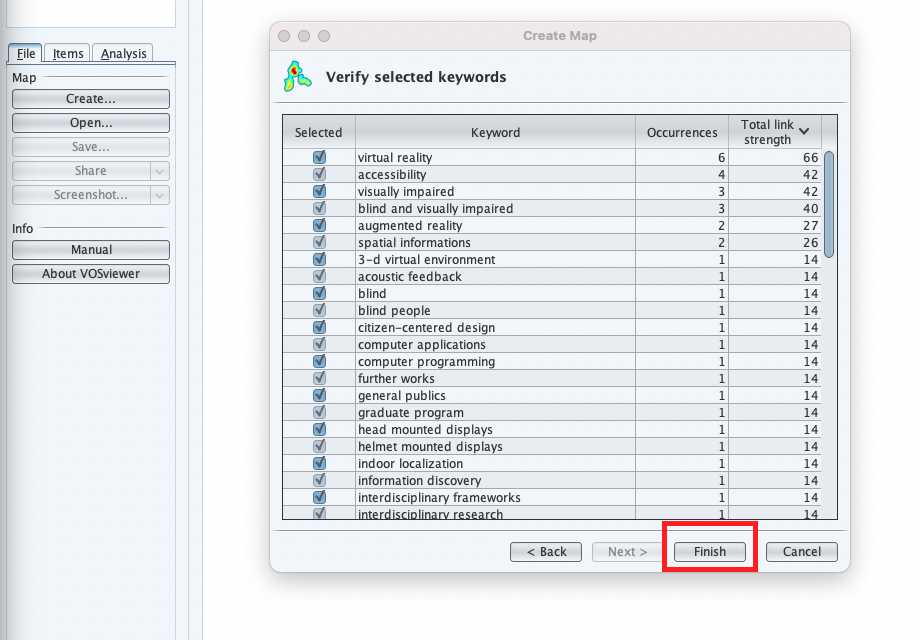 File Items Analysis
Map
Create...
Open...
Save...
Share
Screenshot...
Info
Manual
About VOSviewer
Create Map
Verify selected keywords
Selected Keyword Occurrences Total link strength
virtual reality 6 66
accessibility 4 42
visually impaired 3 42
blind and visually impaired 3 40
augmented reality 2 27
spatial informations 2 26
3-d virtual environment 1 14
acoustic feedback 1 14
blind 1 14
blind people 1 14
citizen-centered design 1 14
computer applications 1 14
computer programming 1 14
further works 1 14
general publics 1 14
graduate program 1 14
head mounted displays 1 14
helmet mounted displays 1 14
indoor localization 1 14
information discovery 1 14
interdisciplinary frameworks 1 14
interdisciplinary research 1 14
< Back Next > Finish Cancel